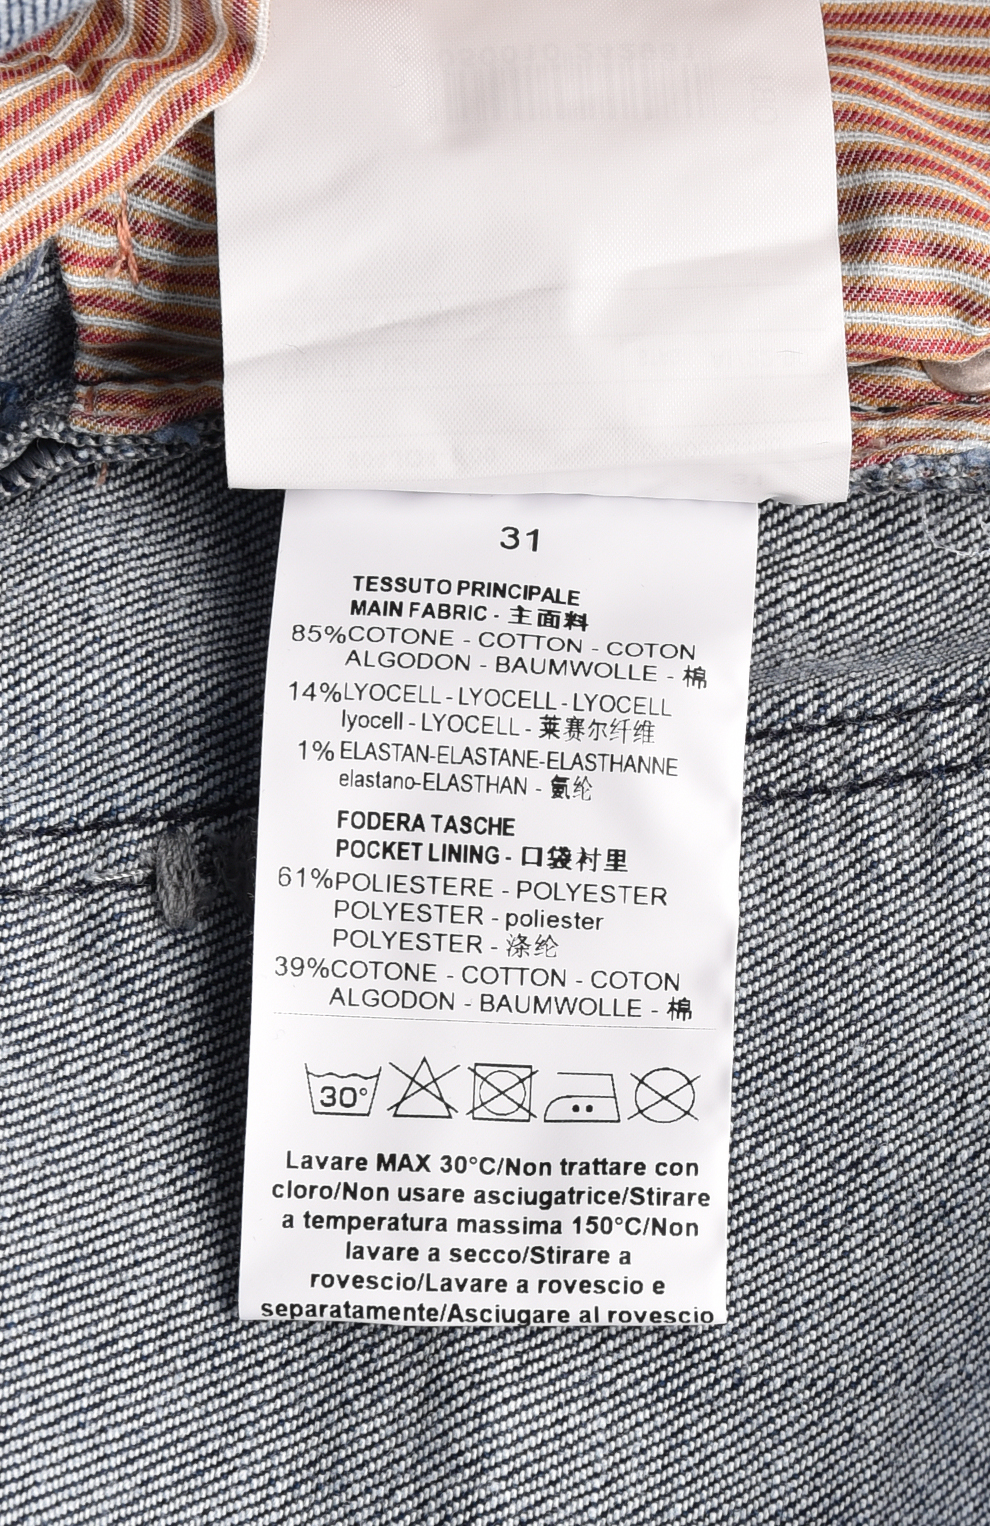 31
TESSUTO PRINCIPALE
MAIN FABRIC - 主面料
85%COTONE - COTTON - COTON
ALGODON - BAUMWOLLE - 棉
14%LYOCELL-LYOCELL-LYOCELL
lyocell-LYOCELL - 莱赛尔纤维
1% ELASTAN-ELASTANE-ELASTHANNE
elastano-ELASTHAN - 氨纶
FODERA TASCHE
POCKET LINING - 口袋衬里
61%POLIESTERE - POLYESTER
POLYESTER - poliester
POLYESTER - 涤纶
39%COTONE - COTTON - COTON
ALGODON - BAUMWOLLE - 棉
30°
Lavare MAX 30°C/Non trattare con
cloro/Non usare asciugatrice/Stirare
a temperatura massima 150°C/Non
lavare a secco/Stirare a
rovescio/Lavare a rovescio e
separatamente/Asciugare al rovescio